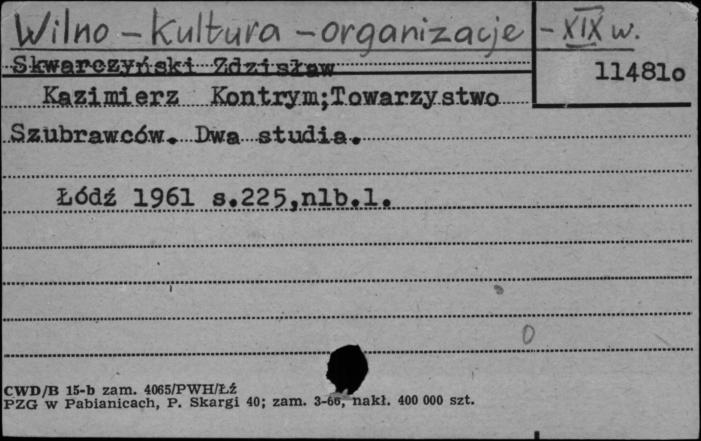 Wilno - kultura - organizacje - XIX w.
Skwarczyński Zdzisław
11481o
Kazimierz Kontrym;Towarzystwo
Szubrawców. Dwa studia.
Łódź 1961 s.225,nlb.1.
0
CWD/B 15-b zam. 4065/PWH/Łź
PZG w Pabianicach, P. Skargi 40; zam. 3-66, nakł. 400 000 szt.